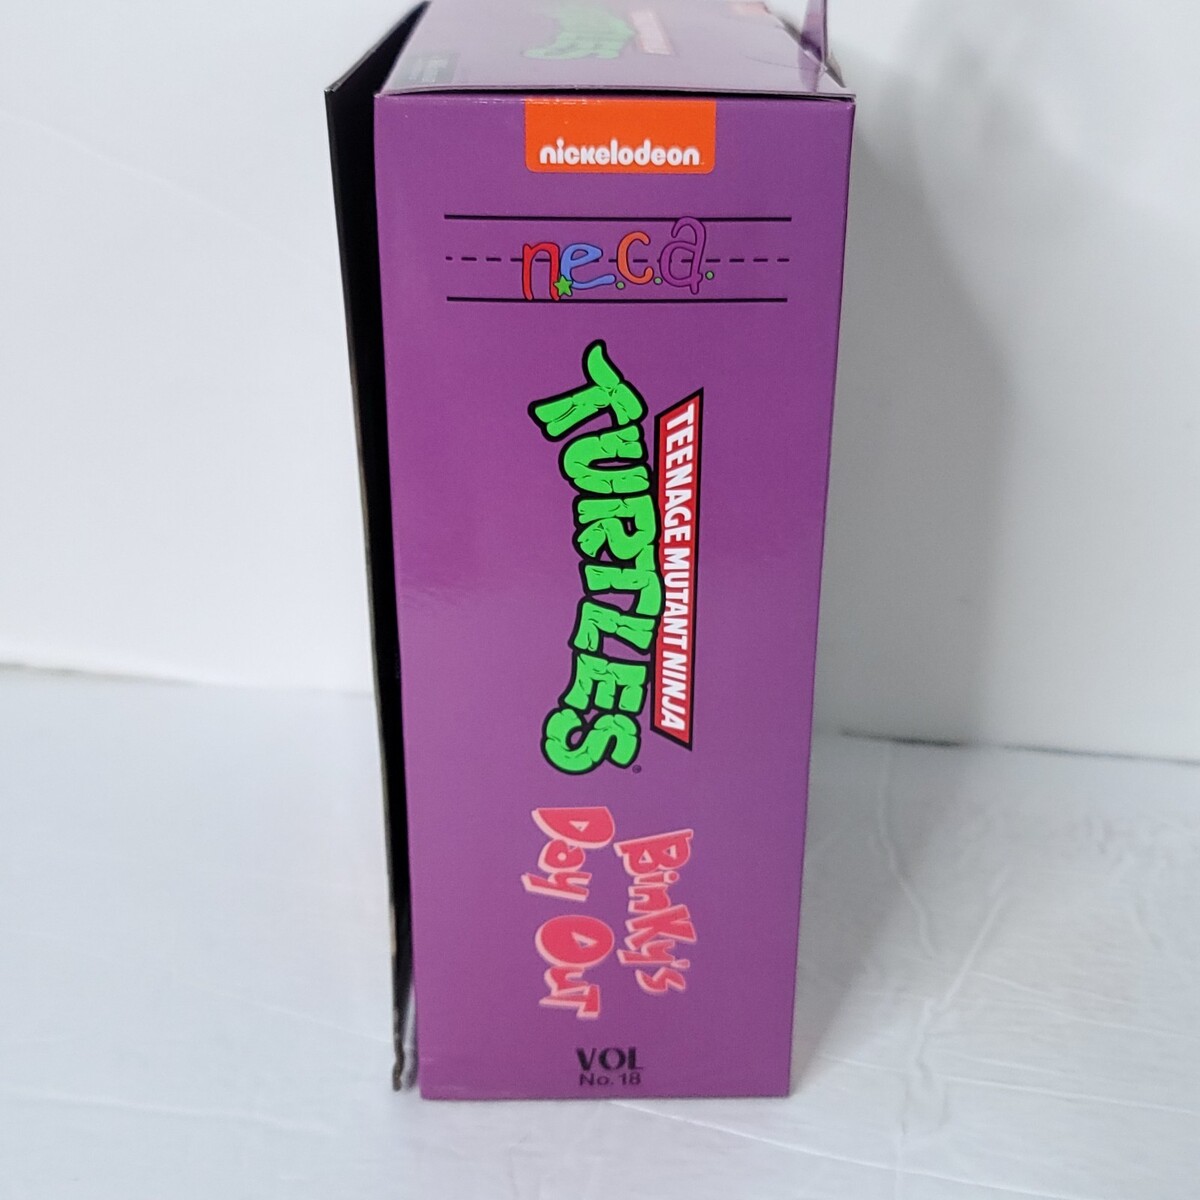 nickelodeon
n.e.c.a.
TEENAGE MUTANT NINJA
TURTLES
Binky's
Day Out
VOL
No. 18